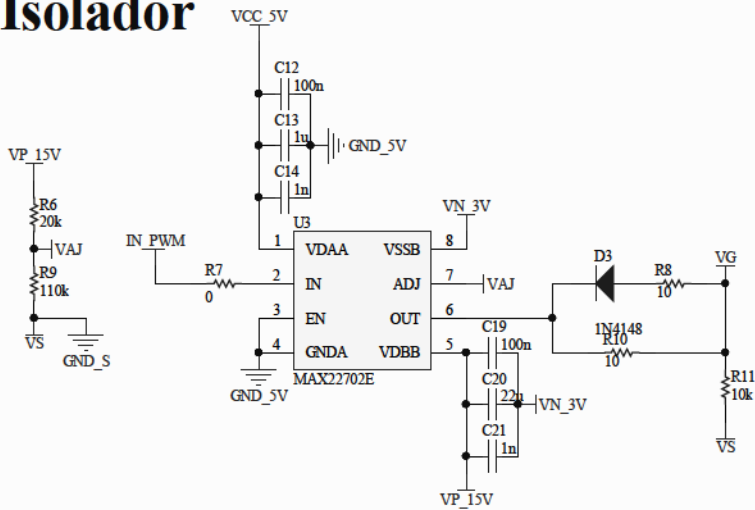 Isolador
VCC_5V
C12
100n
C13
1u
GND_5V
C14
1n
VP_15V
R6
20k
VAJ
R9
110k
VS
GND_S
IN_PWM
R7
0
U3
1 VDAA VSSB 8
2 IN ADJ 7
3 EN OUT 6
4 GNDA VDBB 5
MAX22702E
GND_5V
VN_3V
VAJ
C19
100n
C20
22u
VN_3V
C21
1n
VP_15V
D3
1N4148
R8
10
R10
10
VG
R11
10k
VS